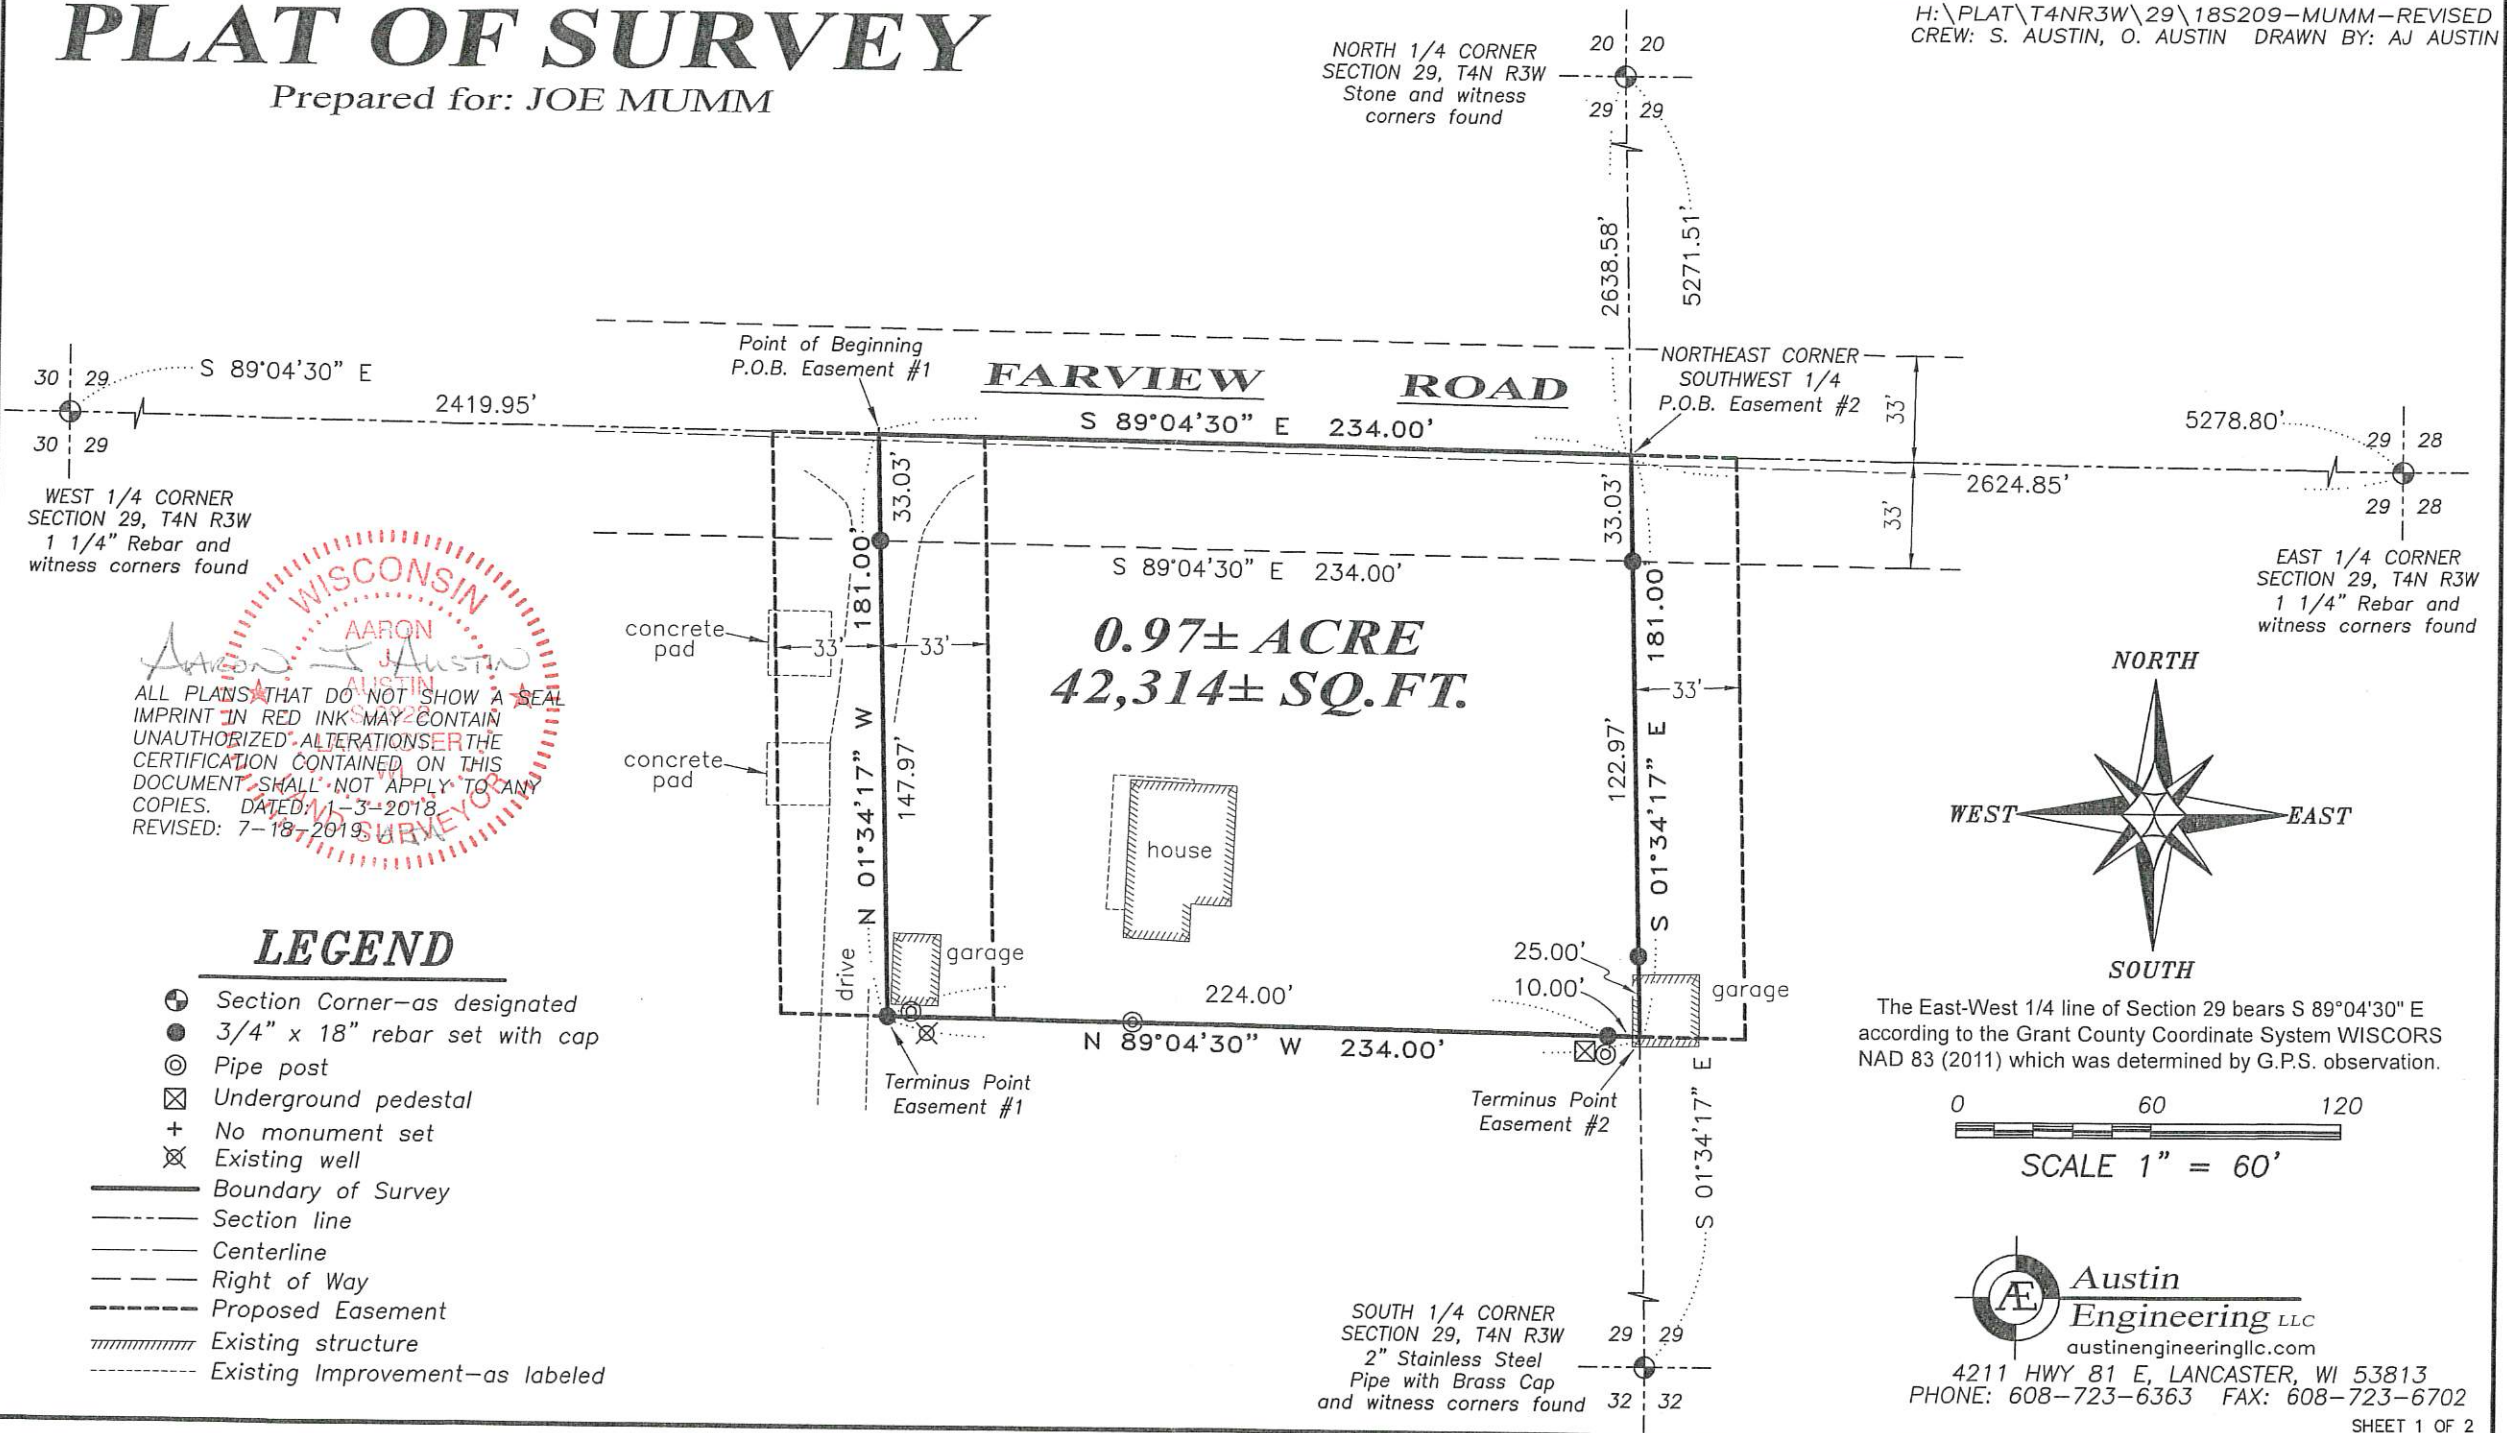 PLAT OF SURVEY
Prepared for: JOE MUMM
H:\PLAT\T4NR3W\29\18S209-MUMM-REVISED
CREW: S. AUSTIN, O. AUSTIN DRAWN BY: AJ AUSTIN
NORTH 1/4 CORNER
SECTION 29, T4N R3W
Stone and witness
corners found
20 20
29 29
2638.58'
5271.51'
30 29
30 29
S 89°04'30" E
2419.95'
WEST 1/4 CORNER
SECTION 29, T4N R3W
1 1/4" Rebar and
witness corners found
Point of Beginning
P.O.B. Easement #1
FARVIEW ROAD
S 89°04'30" E 234.00'
NORTHEAST CORNER
SOUTHWEST 1/4
P.O.B. Easement #2
33'
33'
5278.80'
2624.85'
29 28
29 28
EAST 1/4 CORNER
SECTION 29, T4N R3W
1 1/4" Rebar and
witness corners found
33.03'
33.03'
S 89°04'30" E 234.00'
0.97± ACRE
42,314± SQ.FT.
concrete
pad
concrete
pad
33'
33'
33'
N 01°34'17" W 181.00'
147.97'
S 01°34'17" E 181.00'
122.97'
house
drive
garage
garage
25.00'
10.00'
224.00'
N 89°04'30" W 234.00'
Terminus Point
Easement #1
Terminus Point
Easement #2
S 01°34'17" E
WISCONSIN
AARON
J.
AUSTIN
LANCASTER
WI
LAND SURVEYOR
Aaron J Austin
ALL PLANS THAT DO NOT SHOW A SEAL
IMPRINT IN RED INK MAY CONTAIN
UNAUTHORIZED ALTERATIONS. THE
CERTIFICATION CONTAINED ON THIS
DOCUMENT SHALL NOT APPLY TO ANY
COPIES. DATED: 1-3-2018
REVISED: 7-18-2019
LEGEND
Section Corner-as designated
3/4" x 18" rebar set with cap
Pipe post
Underground pedestal
No monument set
Existing well
Boundary of Survey
Section line
Centerline
Right of Way
Proposed Easement
Existing structure
Existing Improvement-as labeled
NORTH
WEST
EAST
SOUTH
The East-West 1/4 line of Section 29 bears S 89°04'30" E
according to the Grant County Coordinate System WISCORS
NAD 83 (2011) which was determined by G.P.S. observation.
0 60 120
SCALE 1" = 60'
SOUTH 1/4 CORNER
SECTION 29, T4N R3W
2" Stainless Steel
Pipe with Brass Cap
and witness corners found
29 29
32 32
Æ
Austin
Engineering LLC
austinengineeringllc.com
4211 HWY 81 E, LANCASTER, WI 53813
PHONE: 608-723-6363 FAX: 608-723-6702
SHEET 1 OF 2